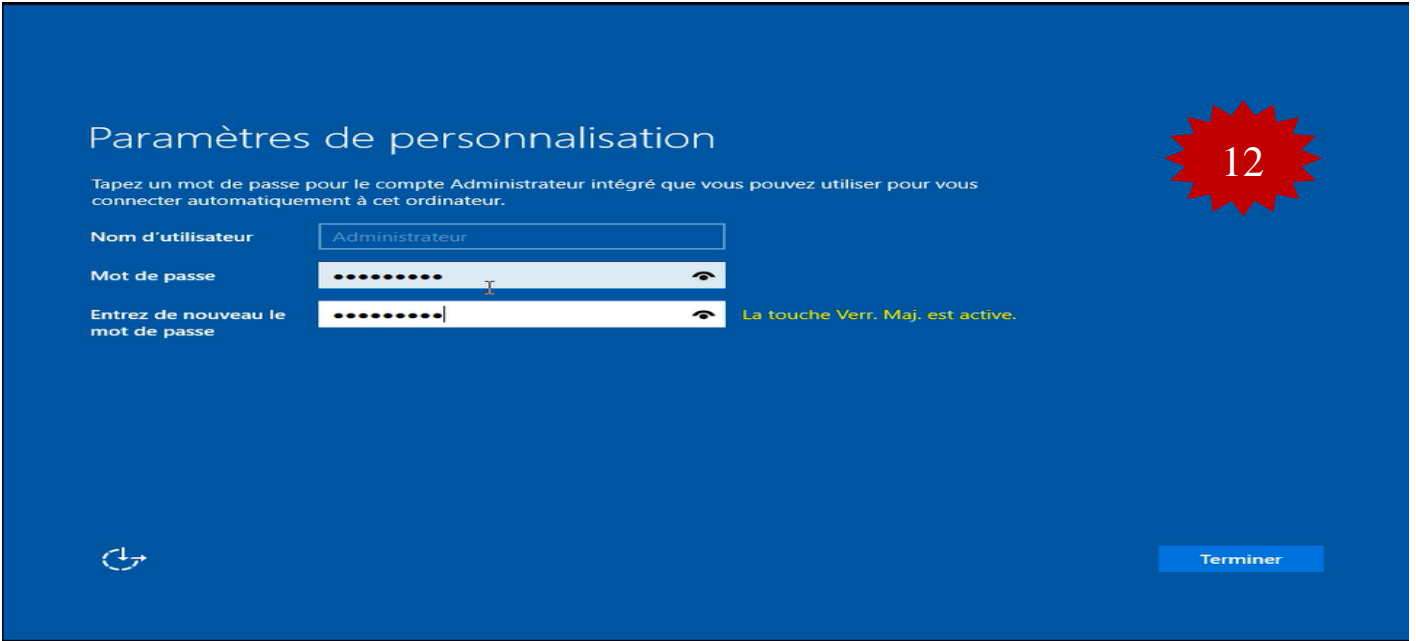 Paramètres de personnalisation
12
Tapez un mot de passe pour le compte Administrateur intégré que vous pouvez utiliser pour vous
connecter automatiquement à cet ordinateur.
Nom d'utilisateur
Administrateur
Mot de passe
•••••••••
Entrez de nouveau le
mot de passe
•••••••••
La touche Verr. Maj. est active.
Terminer